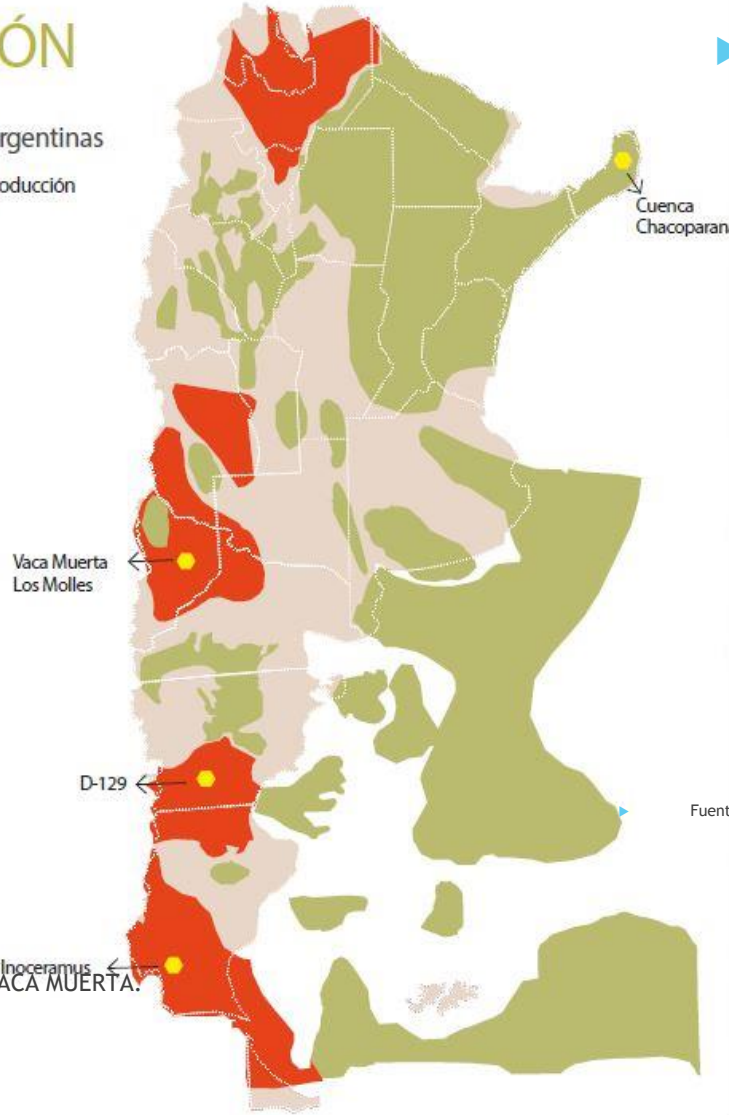 ÓN
rgentinas
oducción
Cuenca
Chacoparan
Vaca Muerta
Los Molles
D-129
Fuent
Inoceramus
ACA MUERTA.